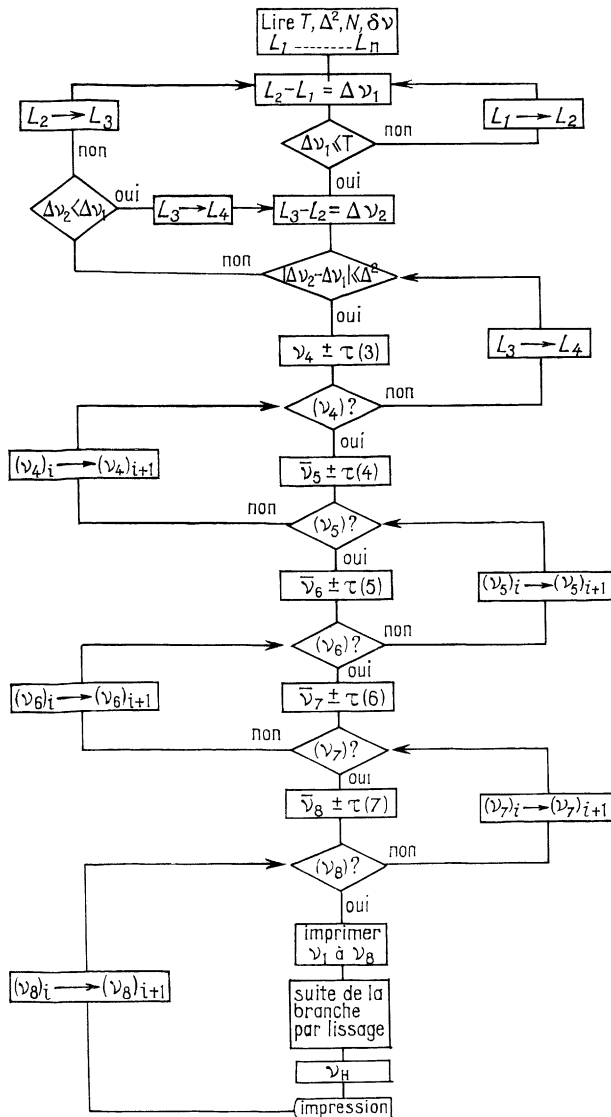 Lire T, Δ², N, δν
L₁ -------- Lₙ
L₂–L₁ = Δν₁
L₂ → L₃
L₁ → L₂
non
Δν₁ ⩽ T
non
oui
Δν₂ < Δν₁
oui
L₃ → L₄
L₃–L₂ = Δν₂
non
|Δν₂–Δν₁| ⩽ Δ²
oui
L₃ → L₄
ν₄ ± τ (3)
(ν₄) ?
non
oui
(ν₄)ᵢ → (ν₄)ᵢ₊₁
ν̅₅ ± τ (4)
non
(ν₅) ?
oui
(ν₅)ᵢ → (ν₅)ᵢ₊₁
ν̅₆ ± τ (5)
(ν₆) ?
non
oui
(ν₆)ᵢ → (ν₆)ᵢ₊₁
ν̅₇ ± τ (6)
non
(ν₇) ?
oui
(ν₇)ᵢ → (ν₇)ᵢ₊₁
ν̅₈ ± τ (7)
(ν₈) ?
non
oui
imprimer
ν₁ à ν₈
(ν₈)ᵢ → (ν₈)ᵢ₊₁
suite de la
branche
par lissage
ν_H
(impression